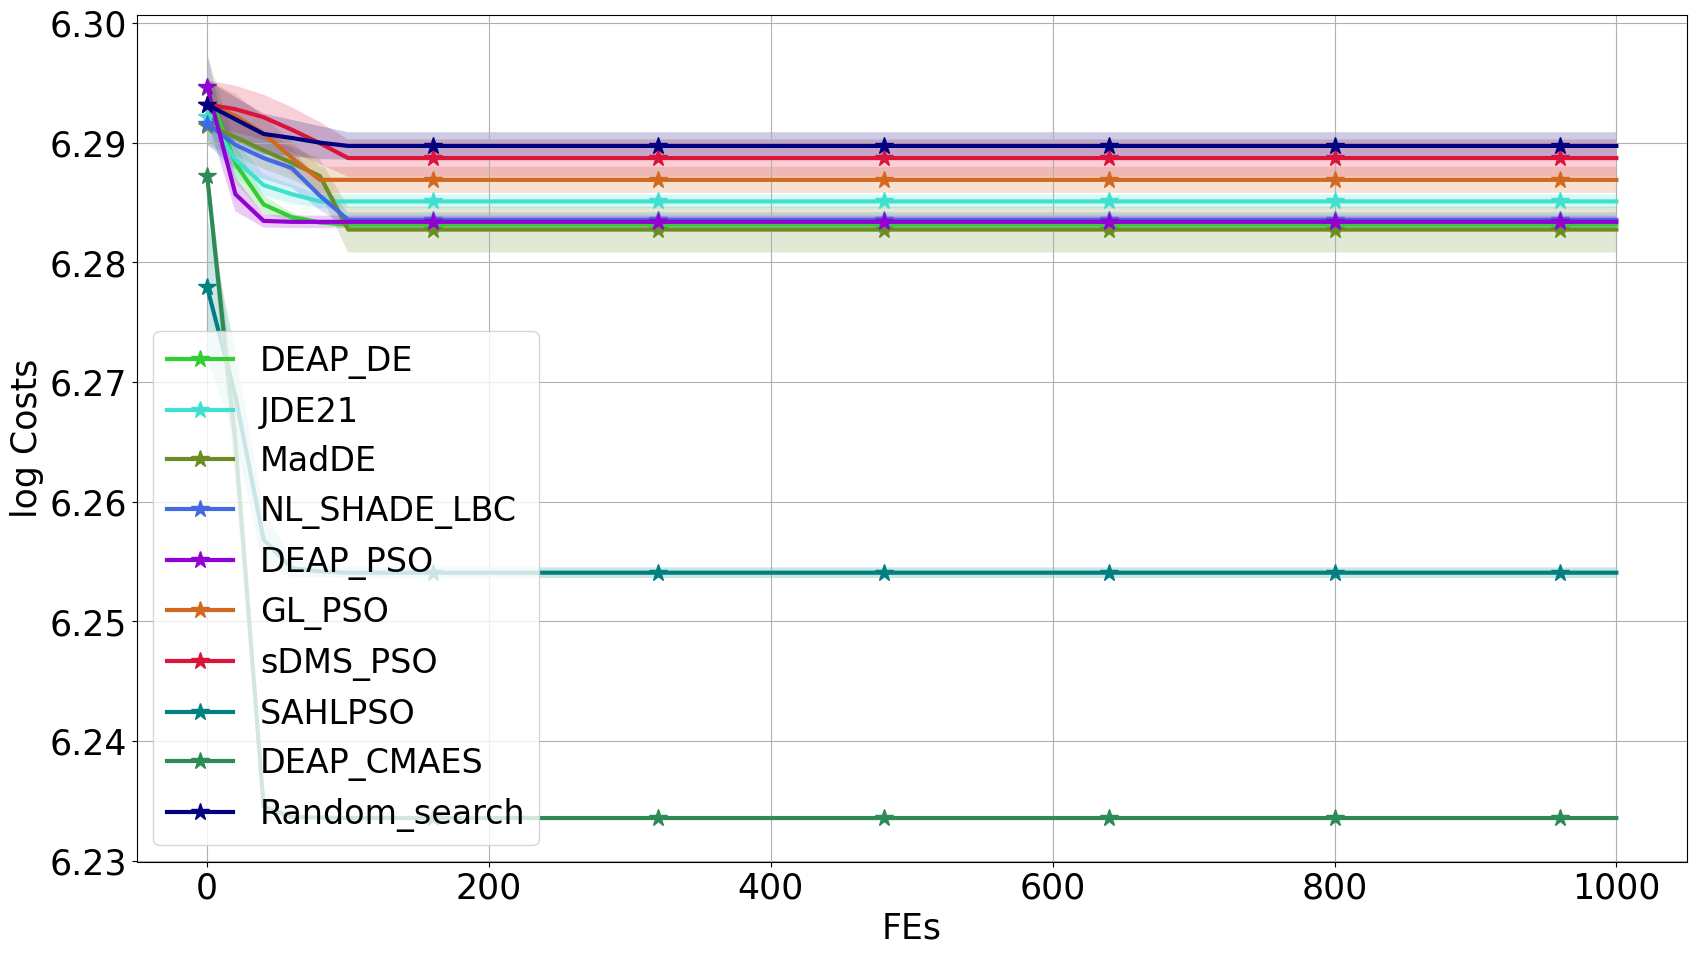 6.30
6.29
6.28
6.27
6.26
6.25
6.24
6.23
log Costs
DEAP_DE
JDE21
MadDE
NL_SHADE_LBC
DEAP_PSO
GL_PSO
sDMS_PSO
SAHLPSO
DEAP_CMAES
Random_search
0 200 400 600 800 1000
FEs